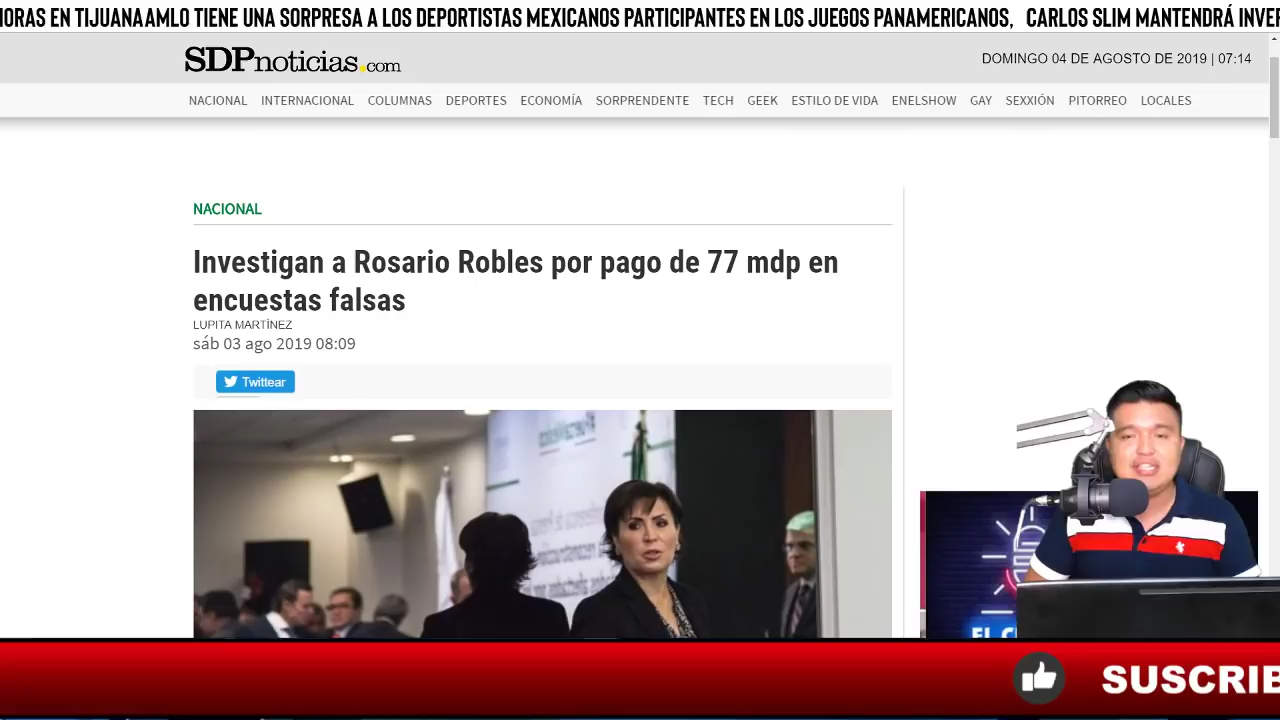 HORAS EN TIJUANA AMLO TIENE UNA SORPRESA A LOS DEPORTISTAS MEXICANOS PARTICIPANTES EN LOS JUEGOS PANAMERICANOS, CARLOS SLIM MANTENDRÁ
SDPnoticias.com
DOMINGO 04 DE AGOSTO DE 2019 | 07:14
NACIONAL INTERNACIONAL COLUMNAS DEPORTES ECONOMÍA SORPRENDENTE TECH GEEK ESTILO DE VIDA ENELSHOW GAY SEXXIÓN PITORREO LOCALES
NACIONAL
Investigan a Rosario Robles por pago de 77 mdp en
encuestas falsas
LUPITA MARTÍNEZ
sáb 03 ago 2019 08:09
Twittear
EL
SUSCRIB